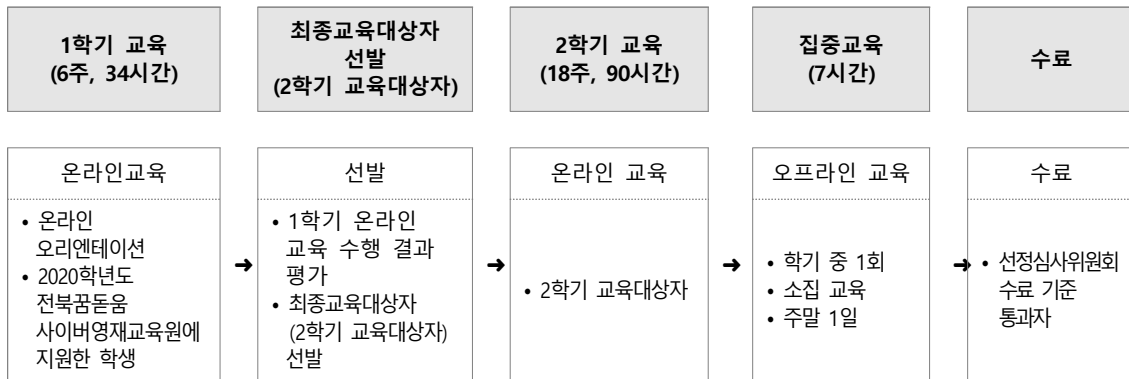 1학기 교육
(6주, 34시간)
최종교육대상자
선발
(2학기 교육대상자)
2학기 교육
(18주, 90시간)
집중교육
(7시간)
수료
온라인교육
• 온라인
오리엔테이션
• 2020학년도
전북꿈돋움
사이버영재교육원에
지원한 학생
➜
선발
• 1학기 온라인
교육 수행 결과
평가
• 최종교육대상자
(2학기 교육대상자)
선발
➜
온라인 교육
• 2학기 교육대상자
➜
오프라인 교육
• 학기 중 1회
• 소집 교육
• 주말 1일
➜
수료
• 선정심사위원회
수료 기준
통과자